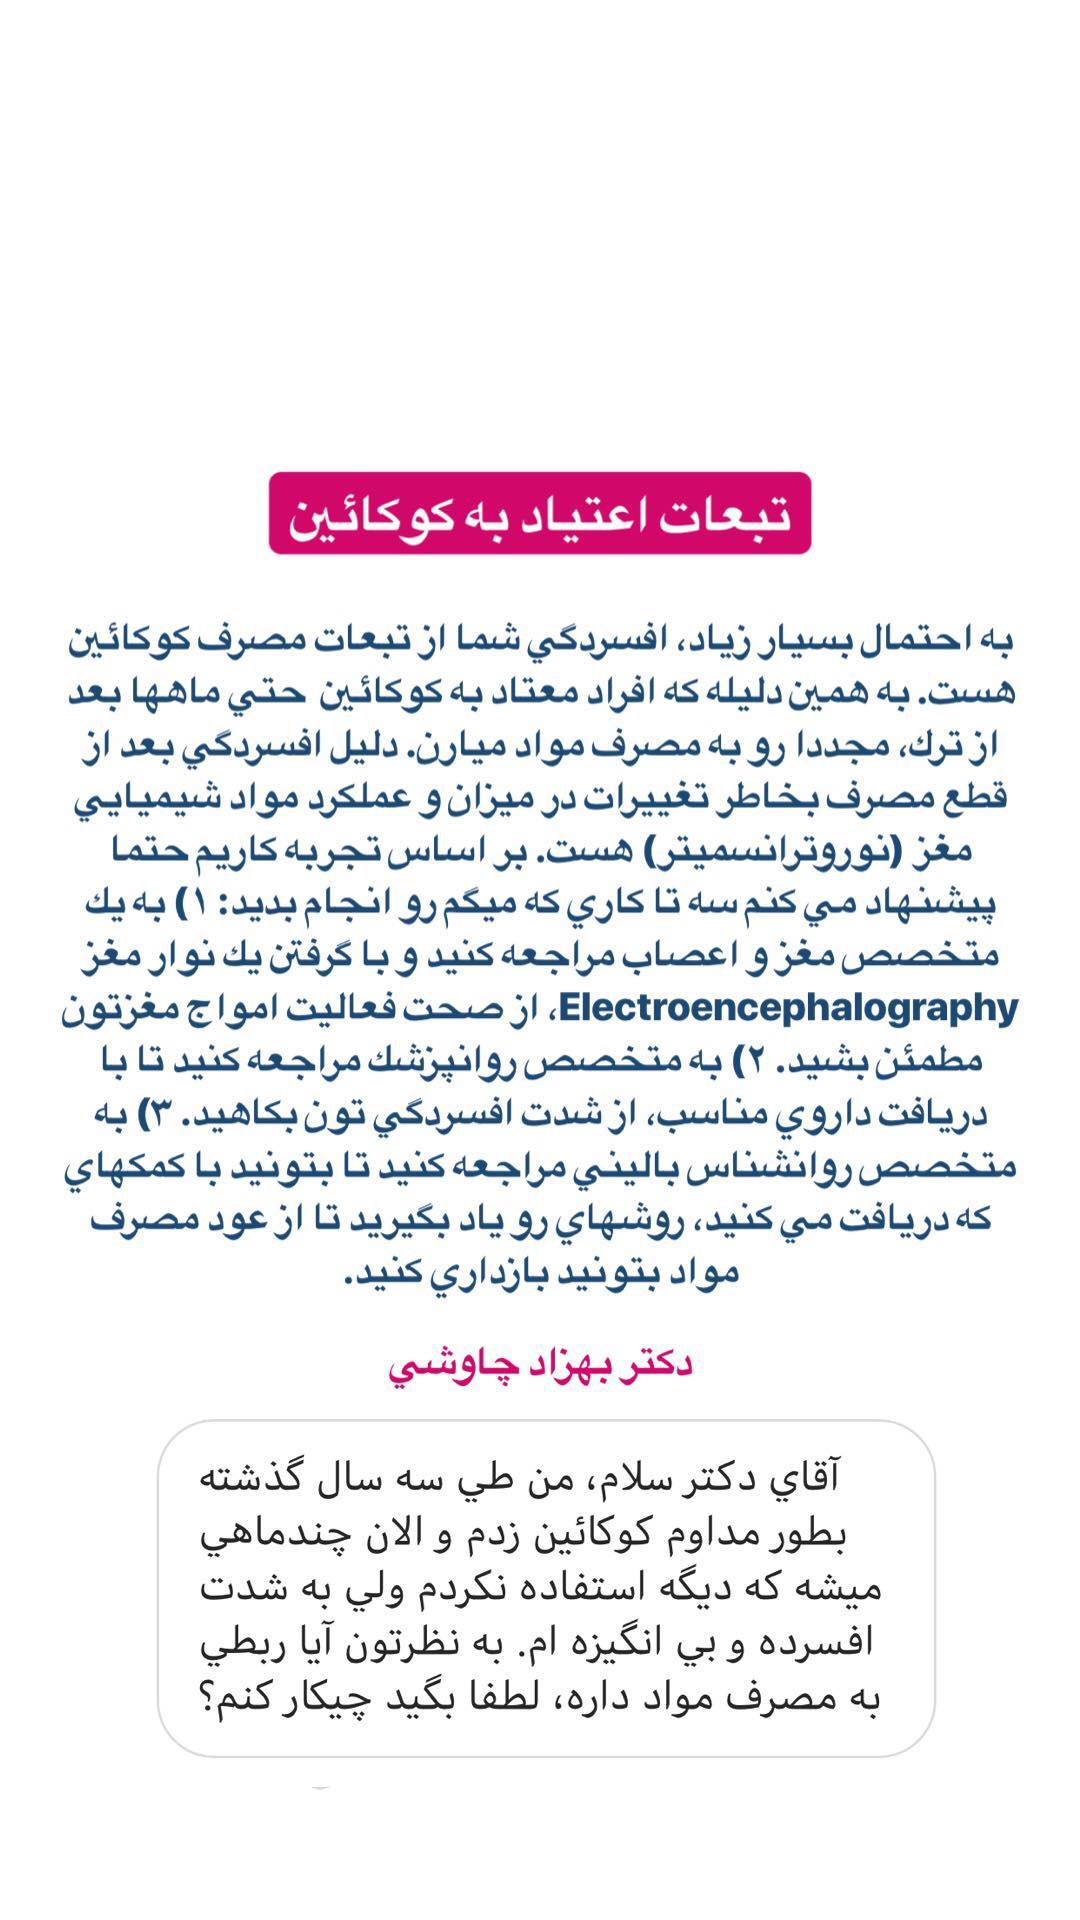 تبعات اعتياد به كوكائين
به احتمال بسيار زياد، افسردگي شما از تبعات مصرف كوكائين
هست. به همين دليله كه افراد معتاد به كوكائين حتي ماهها بعد
از ترك، مجددا رو به مصرف مواد ميارن. دليل افسردگي بعد از
قطع مصرف بخاطر تغييرات در ميزان و عملكرد مواد شيميايي
مغز (نوروترانسميتر) هست. بر اساس تجربه كاريم حتما
پيشنهاد مي كنم سه تا كاري كه ميگم رو انجام بديد: ١) به يك
متخصص مغز و اعصاب مراجعه كنيد و با گرفتن يك نوار مغز
Electroencephalography، از صحت فعاليت امواج مغزتون
مطمئن بشيد. ٢) به متخصص روانپزشك مراجعه كنيد تا با
دريافت داروي مناسب، از شدت افسردگي تون بكاهيد. ٣) به
متخصص روانشناس باليني مراجعه كنيد تا بتونيد با كمكهاي
كه دريافت مي كنيد، روشهاي رو ياد بگيريد تا از عود مصرف
مواد بتونيد بازداري كنيد.
دكتر بهزاد چاوشي
آقاي دكتر سلام، من طي سه سال گذشته
بطور مداوم كوكائين زدم و الان چندماهي
ميشه كه ديگه استفاده نكردم ولي به شدت
افسرده و بي انگيزه ام. به نظرتون آيا ربطي
به مصرف مواد داره، لطفا بگيد چيكار كنم؟